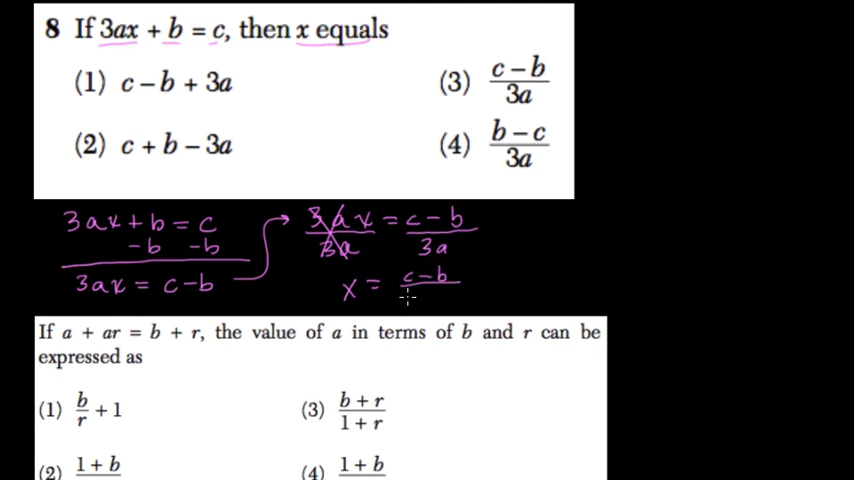 8 If 3ax + b = c, then x equals
(1) c – b + 3a
(3) c – b / 3a
(2) c + b – 3a
(4) b – c / 3a
3ax + b = c
–b –b
3ax = c – b
3ax / 3a = c – b / 3a
x = c – b
If a + ar = b + r, the value of a in terms of b and r can be
expressed as
(1) b / r + 1
(3) b + r / 1 + r
(2) 1 + b
(4) 1 + b